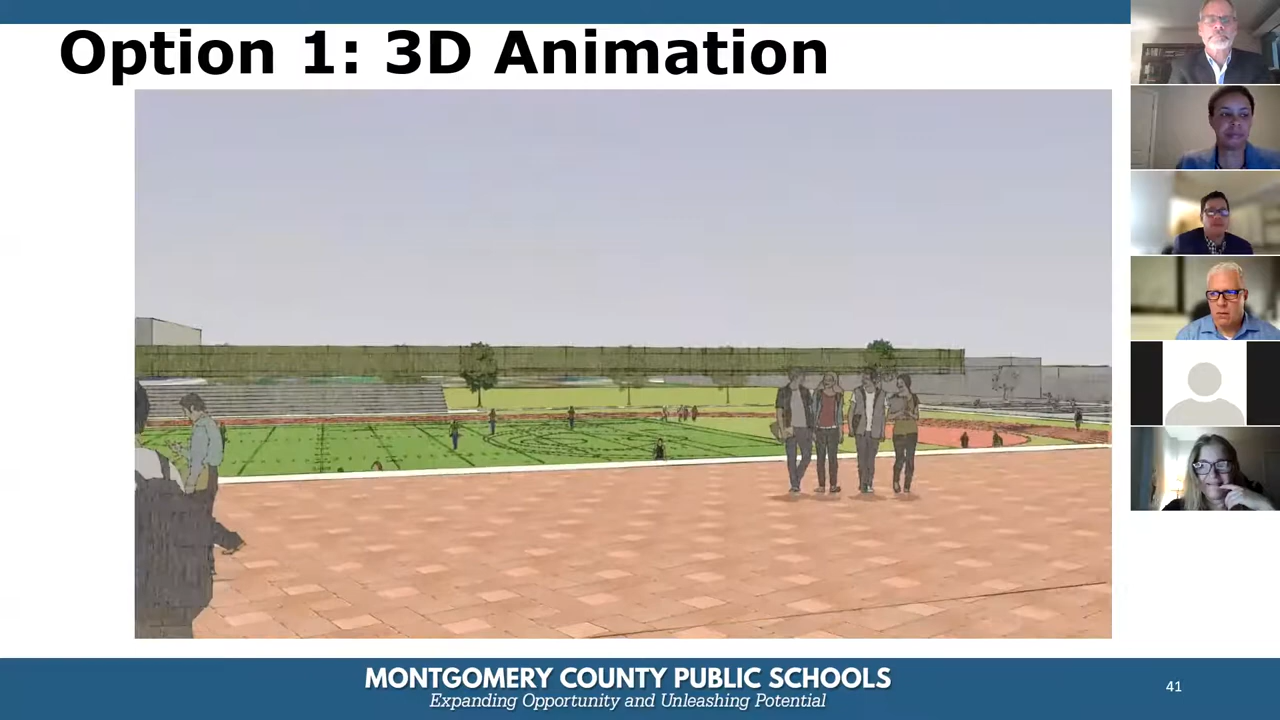 Option 1: 3D Animation
MONTGOMERY COUNTY PUBLIC SCHOOLS
Expanding Opportunity and Unleashing Potential
41